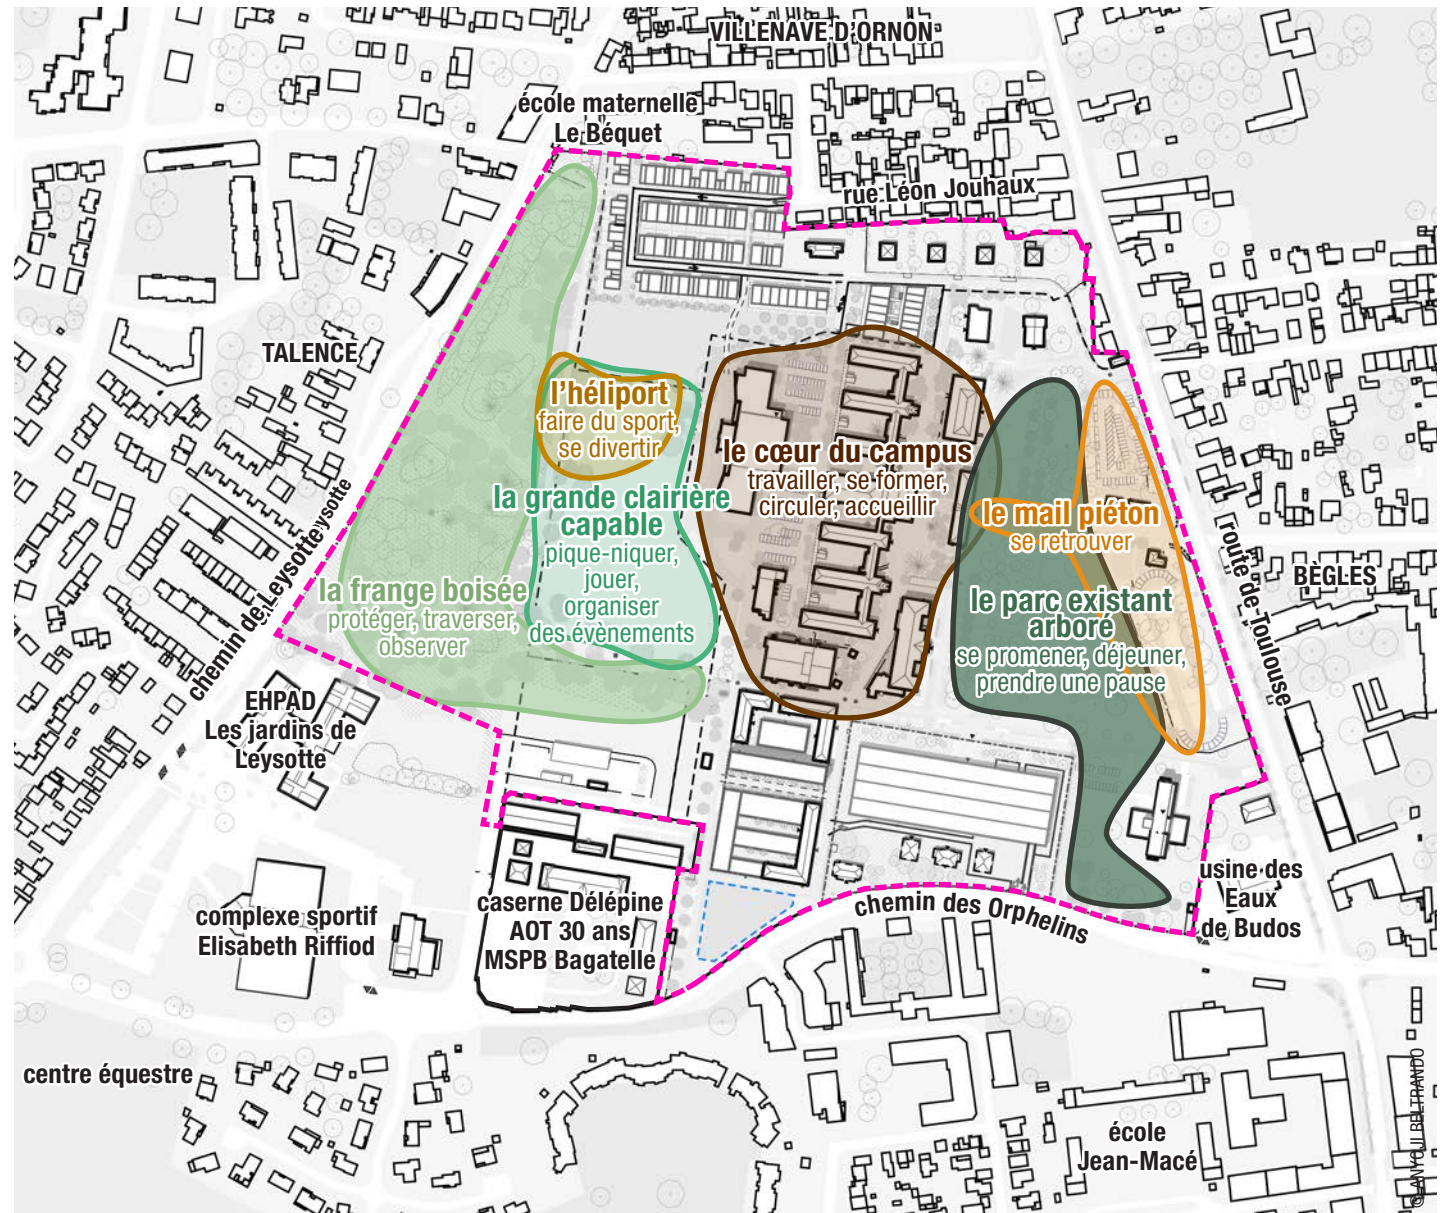 VILLENAVE D'ORNON
école maternelle
Le Béquet
rue Léon Jouhaux
TALENCE
l'héliport
faire du sport,
se divertir
le cœur du campus
travailler, se former,
circuler, accueillir
la grande clairière
capable
pique-niquer,
jouer,
organiser
des évènements
le mail piéton
se retrouver
la frange boisée
protéger, traverser,
observer
le parc existant
arboré
se promener, déjeuner,
prendre une pause
chemin de Leysotte
route de Toulouse
BÈGLES
EHPAD
Les jardins de
Leysotte
complexe sportif
Elisabeth Riffiod
caserne Délépine
AOT 30 ans
MSPB Bagatelle
chemin des Orphelins
usine des
Eaux
de Budos
centre équestre
école
Jean-Macé
© ANYOJI BELTRANDO